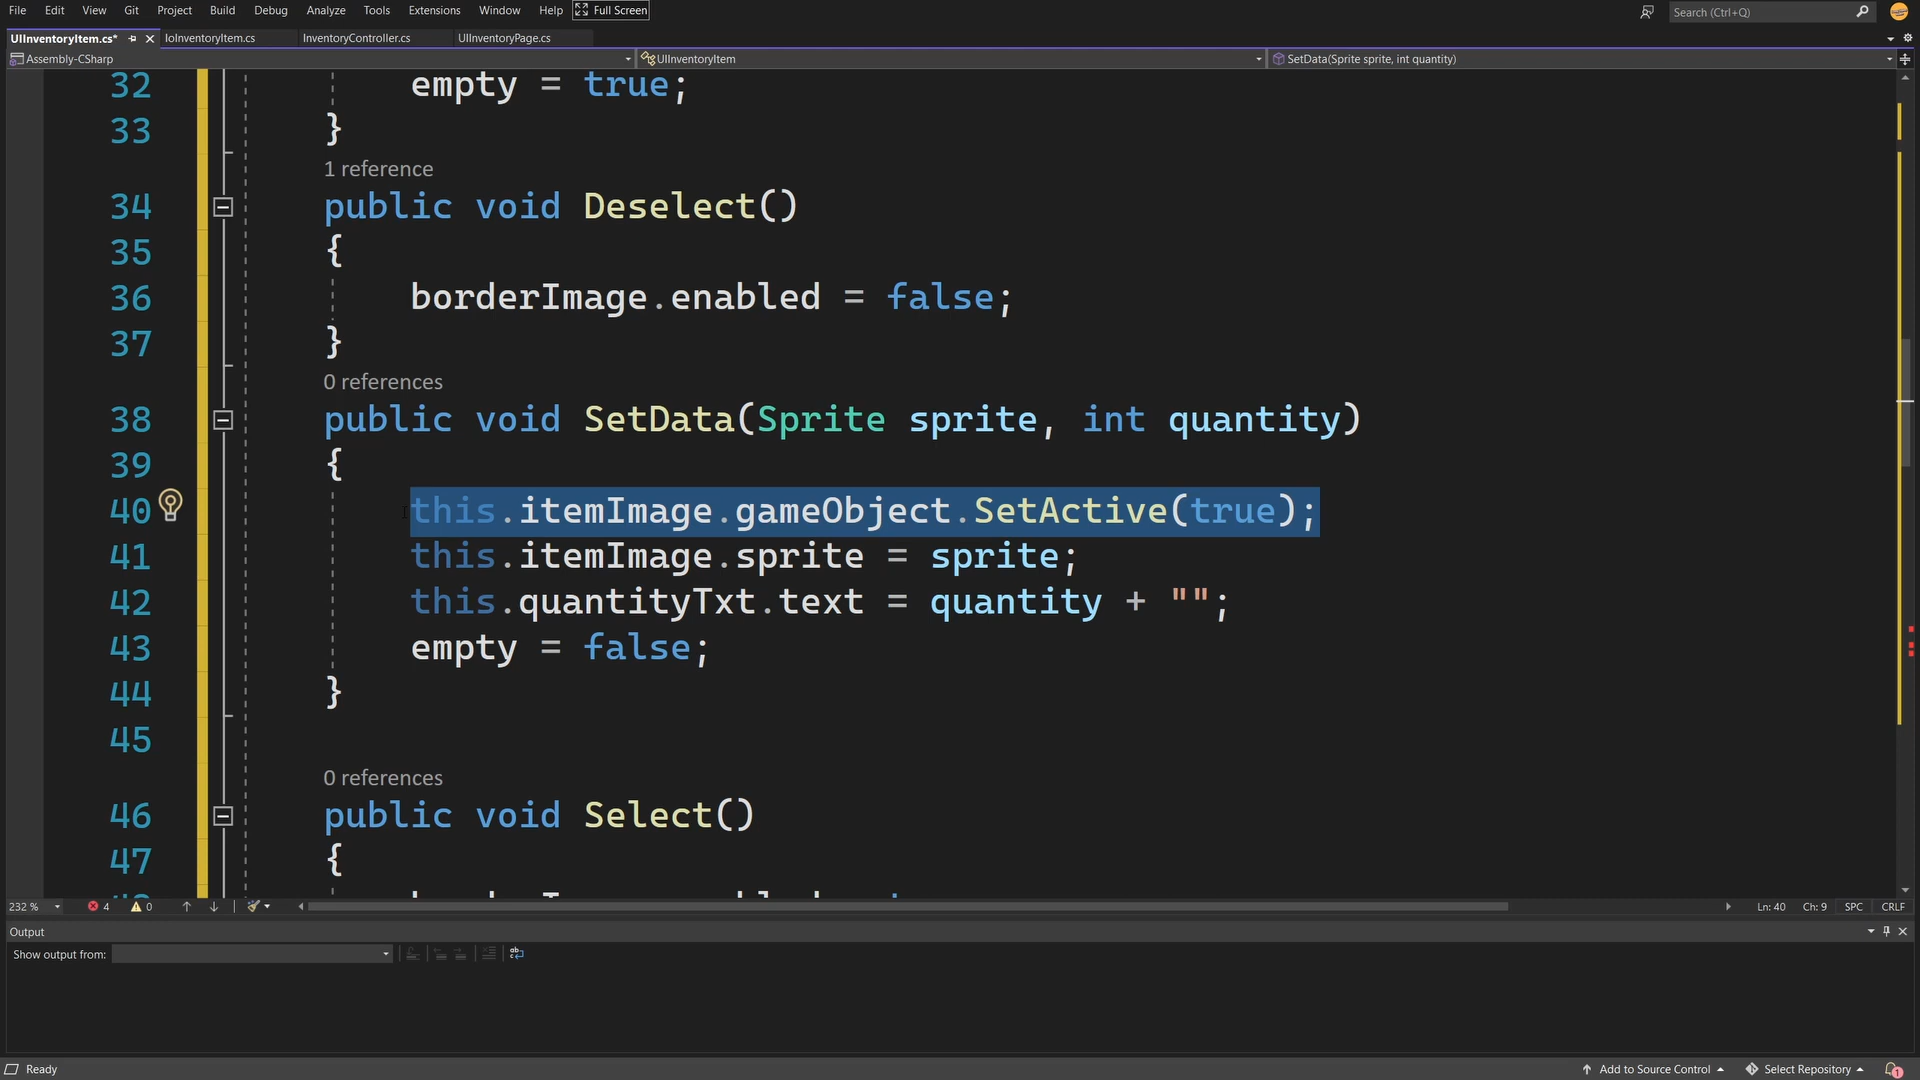 File Edit View Git Project Build Debug Analyze Tools Extensions Window Help Full Screen Search (Ctrl+Q)
UIInventoryItem.cs* IoInventoryItem.cs InventoryController.cs UIInventoryPage.cs
Assembly-CSharp UIInventoryItem SetData(Sprite sprite, int quantity)
32 empty = true;
33 }
1 reference
34 public void Deselect()
35 {
36 borderImage.enabled = false;
37 }
0 references
38 public void SetData(Sprite sprite, int quantity)
39 {
40 this.itemImage.gameObject.SetActive(true);
41 this.itemImage.sprite = sprite;
42 this.quantityTxt.text = quantity + "";
43 empty = false;
44 }
45
0 references
46 public void Select()
47 {
232 % 4 0 Ln: 40 Ch: 9 SPC CRLF
Output
Show output from:
Ready Add to Source Control Select Repository 1